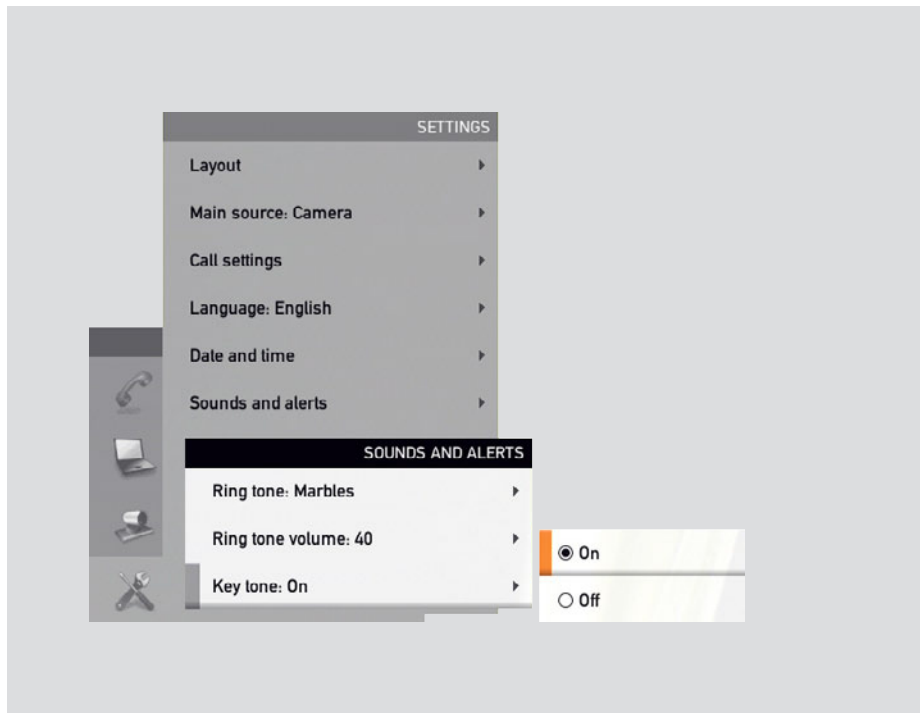 SETTINGS
Layout
Main source: Camera
Call settings
Language: English
Date and time
Sounds and alerts
SOUNDS AND ALERTS
Ring tone: Marbles
Ring tone volume: 40
Key tone: On
On
Off